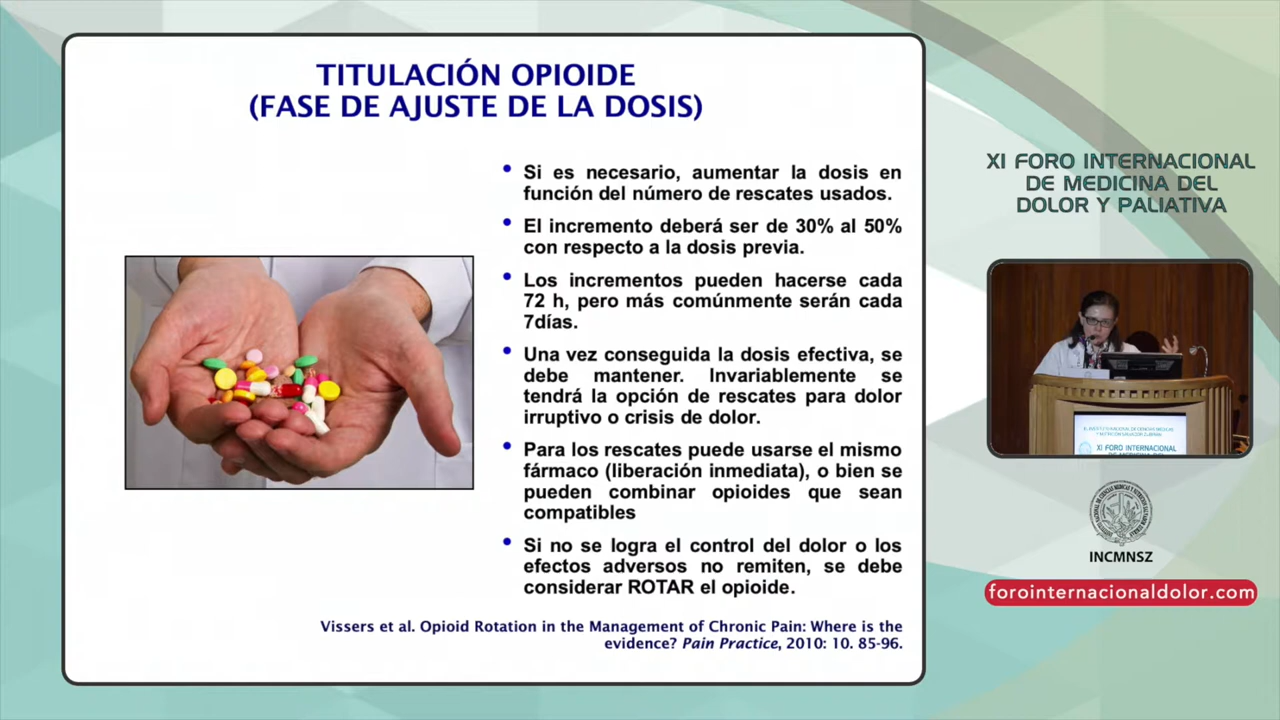 TITULACIÓN OPIOIDE
(FASE DE AJUSTE DE LA DOSIS)
• Si es necesario, aumentar la dosis en
función del número de rescates usados.
• El incremento deberá ser de 30% al 50%
con respecto a la dosis previa.
• Los incrementos pueden hacerse cada
72 h, pero más comúnmente serán cada
7días.
• Una vez conseguida la dosis efectiva, se
debe mantener. Invariablemente se
tendrá la opción de rescates para dolor
irruptivo o crisis de dolor.
• Para los rescates puede usarse el mismo
fármaco (liberación inmediata), o bien se
pueden combinar opioides que sean
compatibles
• Si no se logra el control del dolor o los
efectos adversos no remiten, se debe
considerar ROTAR el opioide.
Vissers et al. Opioid Rotation in the Management of Chronic Pain: Where is the
evidence? Pain Practice, 2010: 10. 85-96.
XI FORO INTERNACIONAL
DE MEDICINA DEL
DOLOR Y PALIATIVA
XI FORO INTERNACIONAL
INCMNSZ
forointernacionaldolor.com